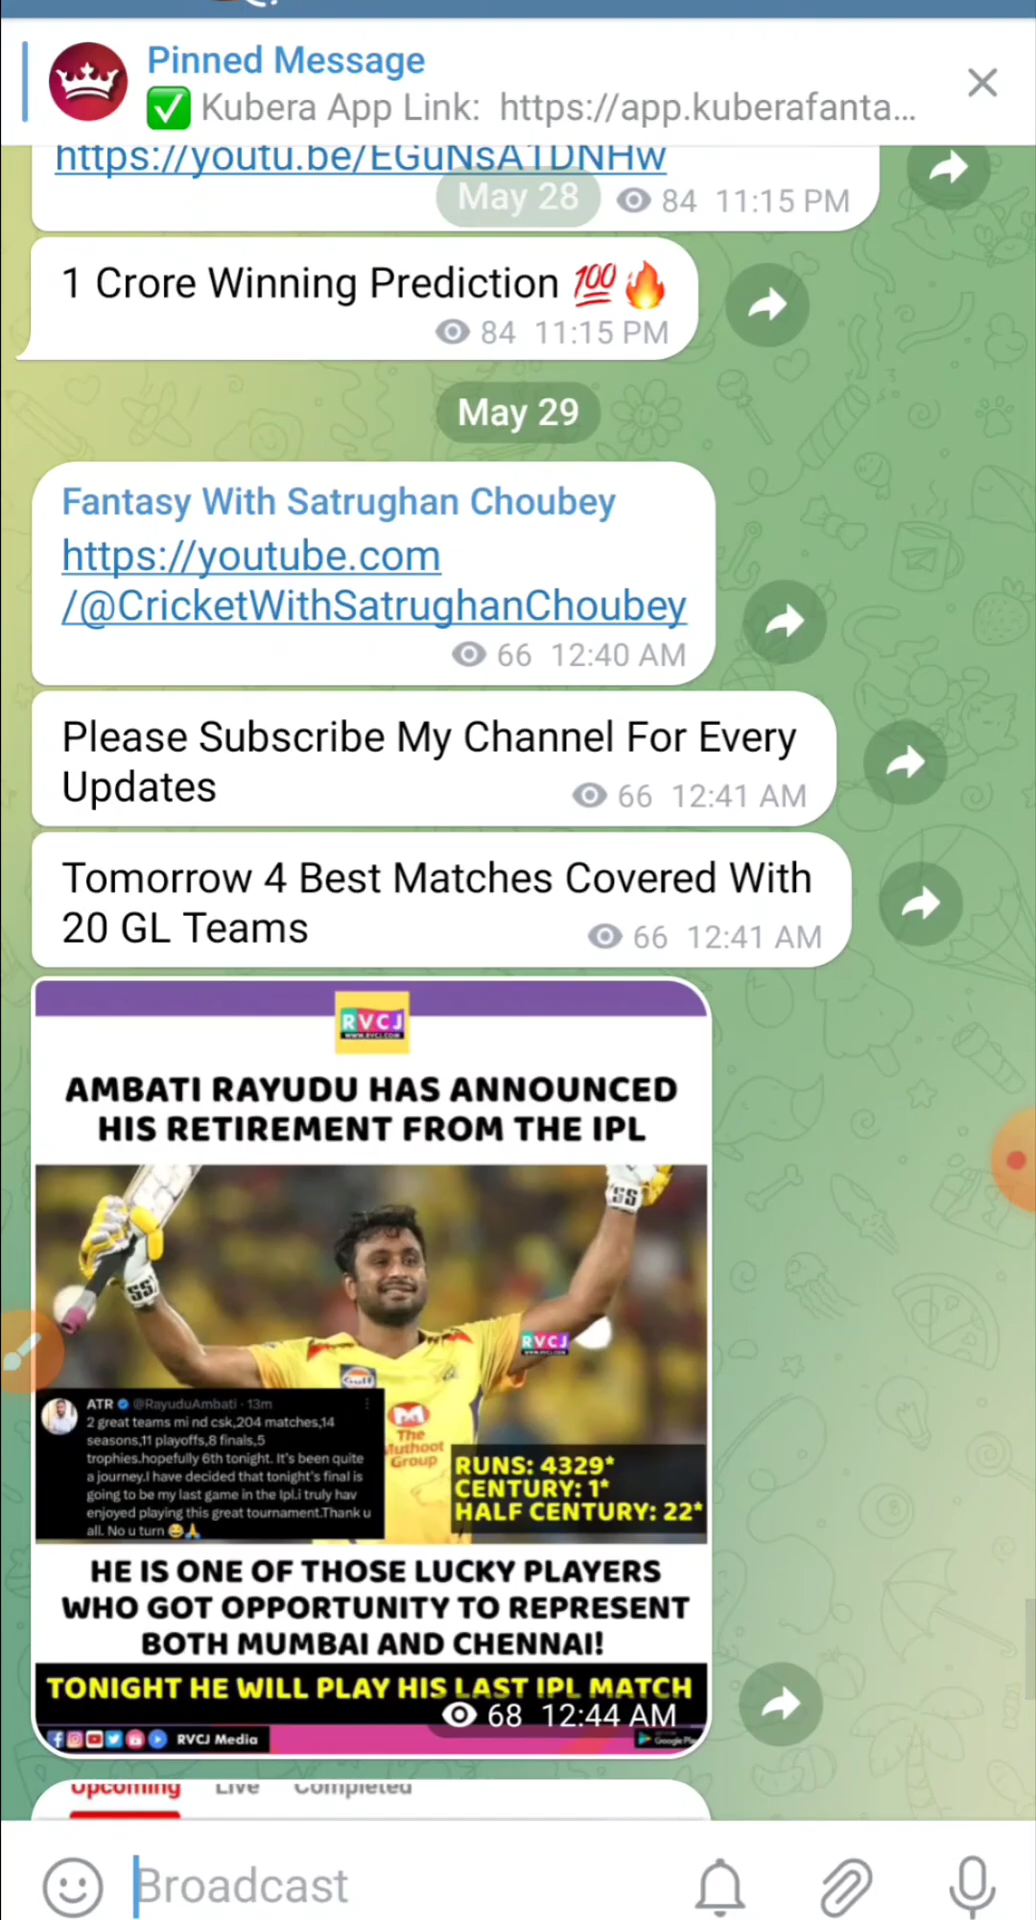 Pinned Message
✅ Kubera App Link: https://app.kuberafanta...
https://youtu.be/EGuNsA1DNHw
May 28
84 11:15 PM
1 Crore Winning Prediction 💯🔥
84 11:15 PM
May 29
Fantasy With Satrughan Choubey
https://youtube.com
/@CricketWithSatrughanChoubey
66 12:40 AM
Please Subscribe My Channel For Every
Updates
66 12:41 AM
Tomorrow 4 Best Matches Covered With
20 GL Teams
66 12:41 AM
RVCJ
WWW.RVCJ.COM
AMBATI RAYUDU HAS ANNOUNCED
HIS RETIREMENT FROM THE IPL
SS
SS
RVCJ
Gulf
The
Muthoot
Group
ATR @RayuduAmbati · 13m
2 great teams mi nd csk,204 matches,14
seasons,11 playoffs,8 finals,5
trophies.hopefully 6th tonight. It's been quite
a journey.I have decided that tonight's final is
going to be my last game in the Ipl.i truly hav
enjoyed playing this great tournament.Thank u
all. No u turn 😂🙏
RUNS: 4329*
CENTURY: 1*
HALF CENTURY: 22*
HE IS ONE OF THOSE LUCKY PLAYERS
WHO GOT OPPORTUNITY TO REPRESENT
BOTH MUMBAI AND CHENNAI!
TONIGHT HE WILL PLAY HIS LAST IPL MATCH
68 12:44 AM
RVCJ Media
Google Play
Upcoming Live Completed
Broadcast